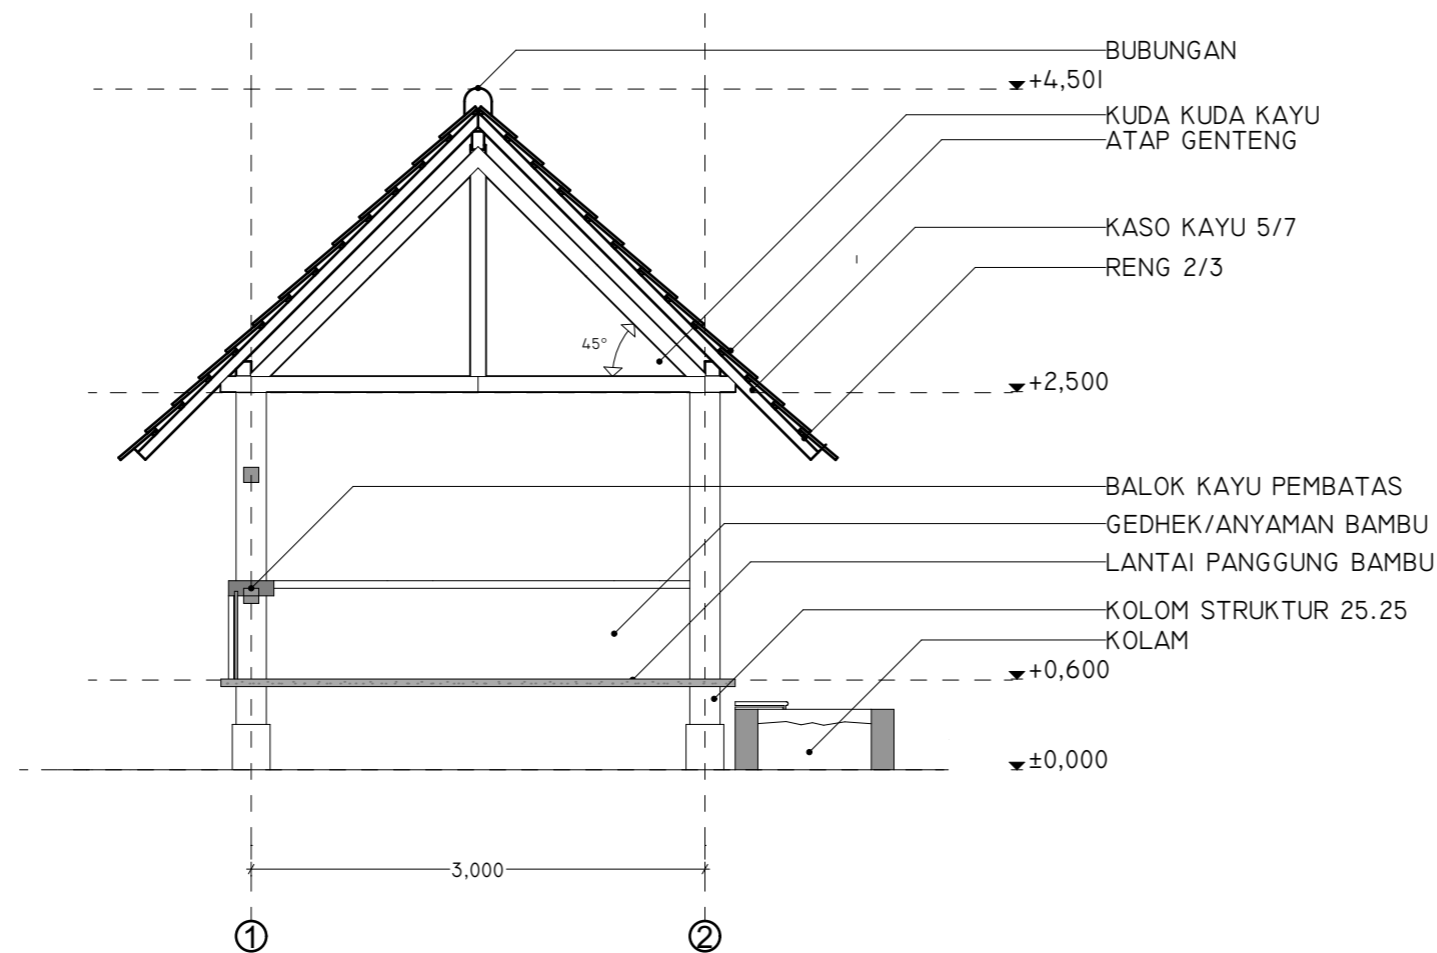 BUBUNGAN
+4,501
KUDA KUDA KAYU
ATAP GENTENG
KASO KAYU 5/7
RENG 2/3
45°
+2,500
BALOK KAYU PEMBATAS
GEDHEK/ANYAMAN BAMBU
LANTAI PANGGUNG BAMBU
KOLOM STRUKTUR 25.25
KOLAM
+0,600
±0,000
3,000
1 2